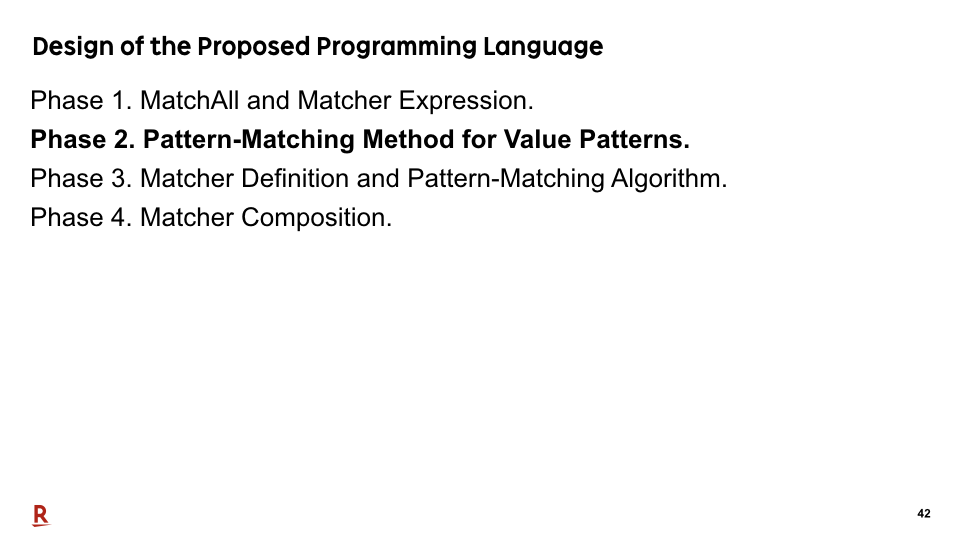 Design of the Proposed Programming Language
Phase 1. MatchAll and Matcher Expression.
Phase 2. Pattern-Matching Method for Value Patterns.
Phase 3. Matcher Definition and Pattern-Matching Algorithm.
Phase 4. Matcher Composition.
R
42